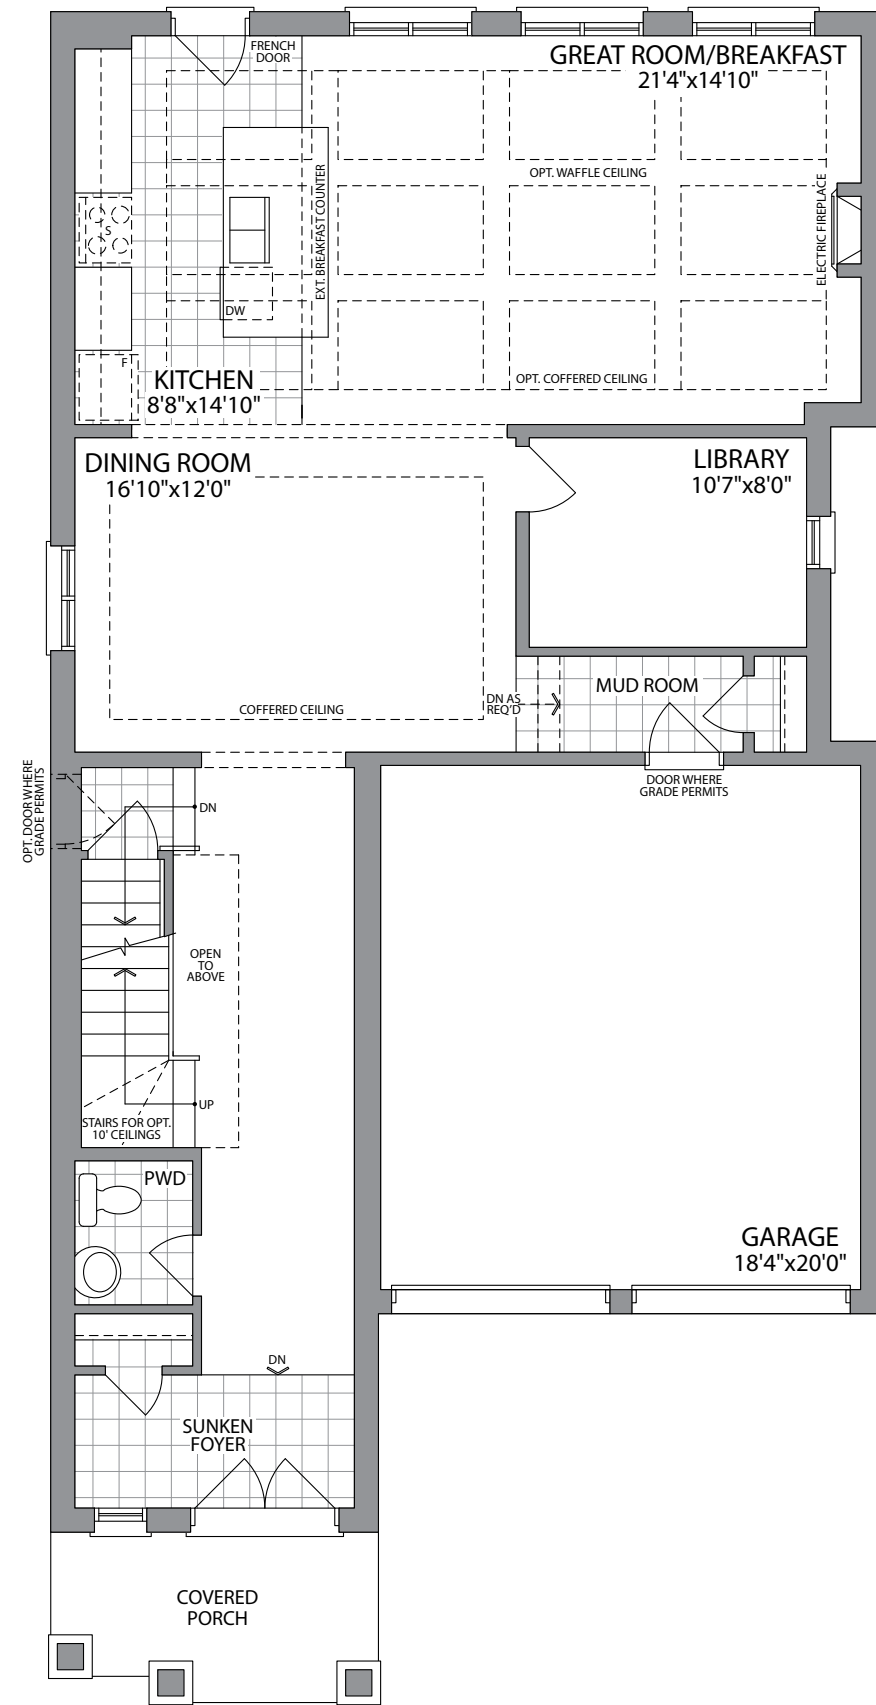 FRENCH
DOOR
GREAT ROOM/BREAKFAST
21'4"x14'10"
OPT. WAFFLE CEILING
EXT. BREAKFAST COUNTER
ELECTRIC FIREPLACE
S
DW
F
KITCHEN
8'8"x14'10"
OPT. COFFERED CEILING
DINING ROOM
16'10"x12'0"
LIBRARY
10'7"x8'0"
COFFERED CEILING
DN AS
REQ'D
MUD ROOM
OPT. DOOR WHERE
GRADE PERMITS
DN
DOOR WHERE
GRADE PERMITS
OPEN
TO
ABOVE
UP
STAIRS FOR OPT.
10' CEILINGS
PWD
GARAGE
18'4"x20'0"
DN
SUNKEN
FOYER
COVERED
PORCH